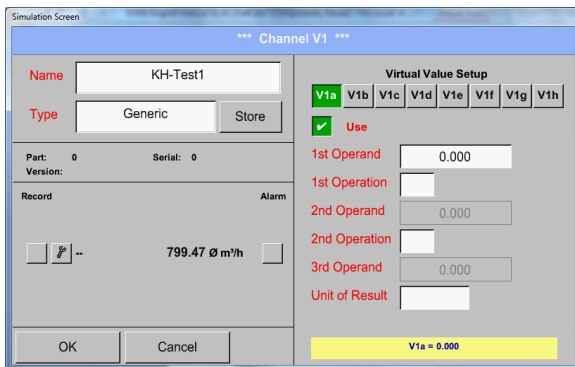 Simulation Screen
*** Channel V1 ***
Name
KH-Test1
Type
Generic
Store
Part: 0 Serial: 0
Version:
Record Alarm
-- 799.47 Ø m³/h
OK
Cancel
Virtual Value Setup
V1a V1b V1c V1d V1e V1f V1g V1h
✔ Use
1st Operand 0.000
1st Operation
2nd Operand 0.000
2nd Operation
3rd Operand 0.000
Unit of Result
V1a = 0.000